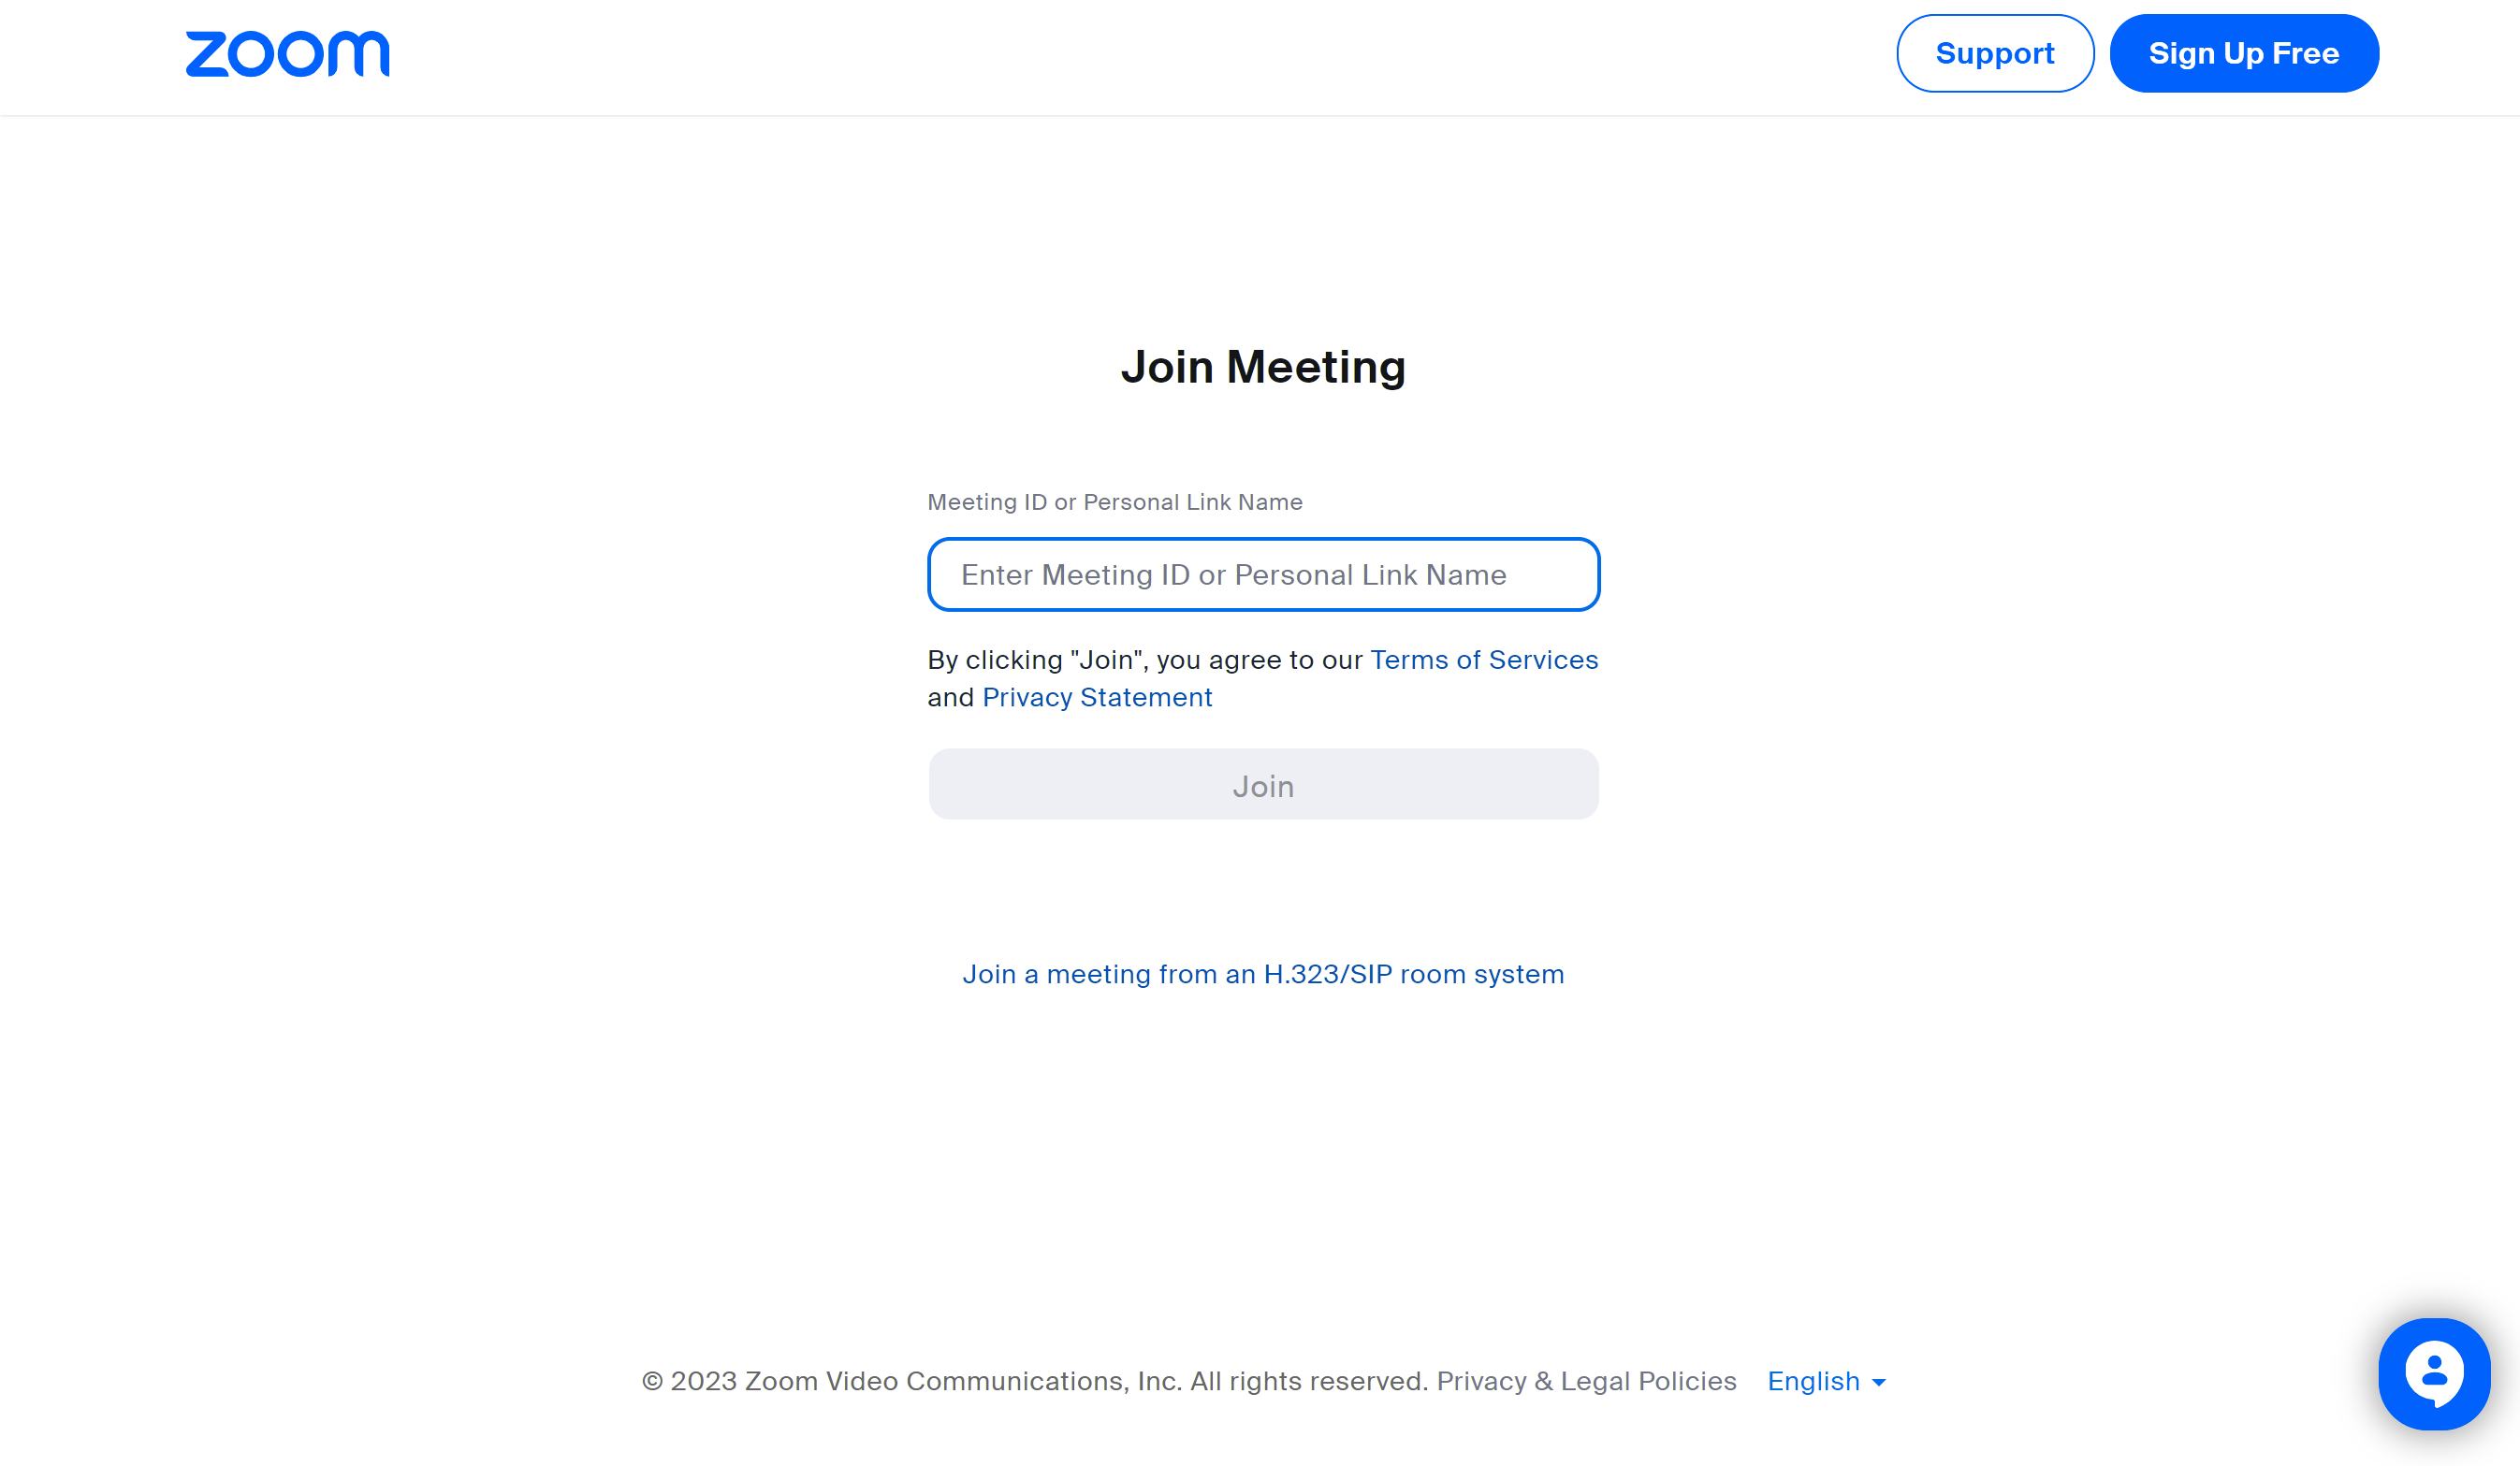 zoom
Support
Sign Up Free
Join Meeting
Meeting ID or Personal Link Name
Enter Meeting ID or Personal Link Name
By clicking "Join", you agree to our Terms of Services
and Privacy Statement
Join
Join a meeting from an H.323/SIP room system
© 2023 Zoom Video Communications, Inc. All rights reserved. Privacy & Legal Policies English